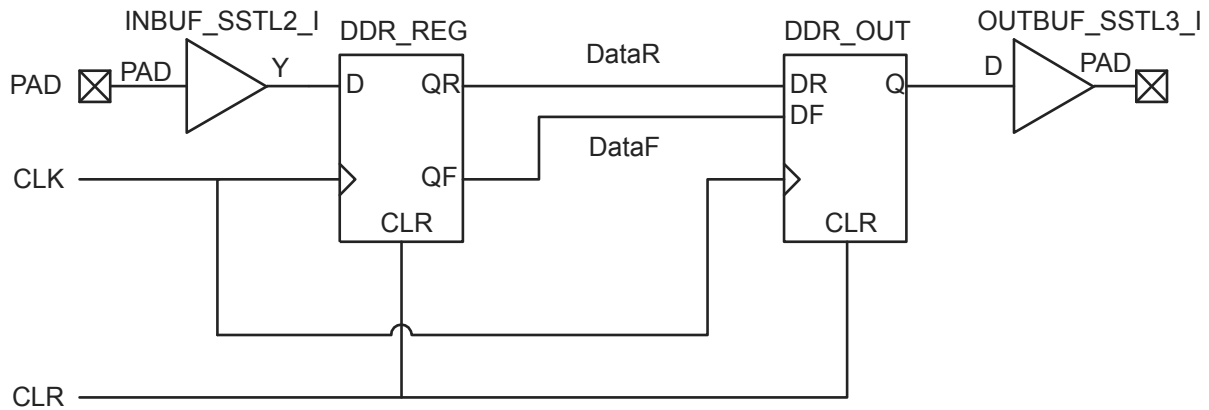 INBUF_SSTL2_I
DDR_REG
DDR_OUT
OUTBUF_SSTL3_I
PAD
PAD
Y
D
QR
DataR
DR
Q
D
PAD
DF
DataF
CLK
QF
CLR
CLR
CLR